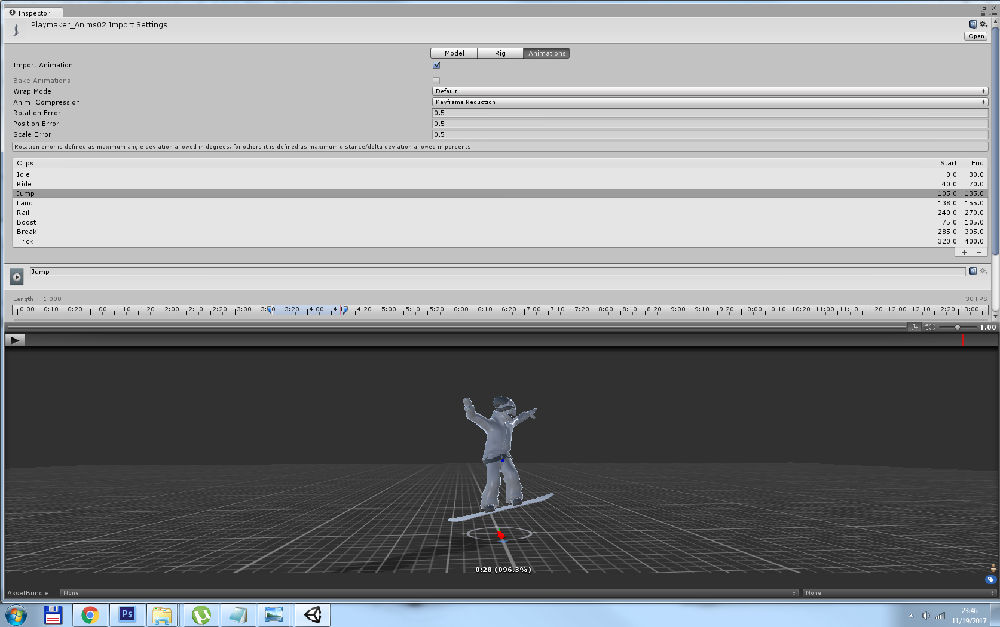 Inspector
Playmaker_Anims02 Import Settings
Open
Model Rig Animations
Import Animation
Bake Animations
Wrap Mode Default
Anim. Compression Keyframe Reduction
Rotation Error 0.5
Position Error 0.5
Scale Error 0.5
Rotation error is defined as maximum angle deviation allowed in degrees, for others it is defined as maximum distance/delta deviation allowed in percents
Clips Start End
Idle 0.0 30.0
Ride 40.0 70.0
Jump 105.0 135.0
Land 138.0 155.0
Rail 240.0 270.0
Boost 75.0 105.0
Break 285.0 305.0
Trick 320.0 400.0
+ −
Jump
Length 1.000 30 FPS
0:00 0:10 0:20 1:00 1:10 1:20 2:00 2:10 2:20 3:00 3:20 4:00 4:20 5:00 5:10 5:20 6:00 6:10 6:20 7:00 7:10 7:20 8:00 8:10 8:20 9:00 9:10 9:20 10:00 10:10 10:20 11:00 11:10 11:20 12:00 12:10 12:20 13:00
1.00
0:28 (096.3%)
AssetBundle None None
Ps
23:46
11/19/2017